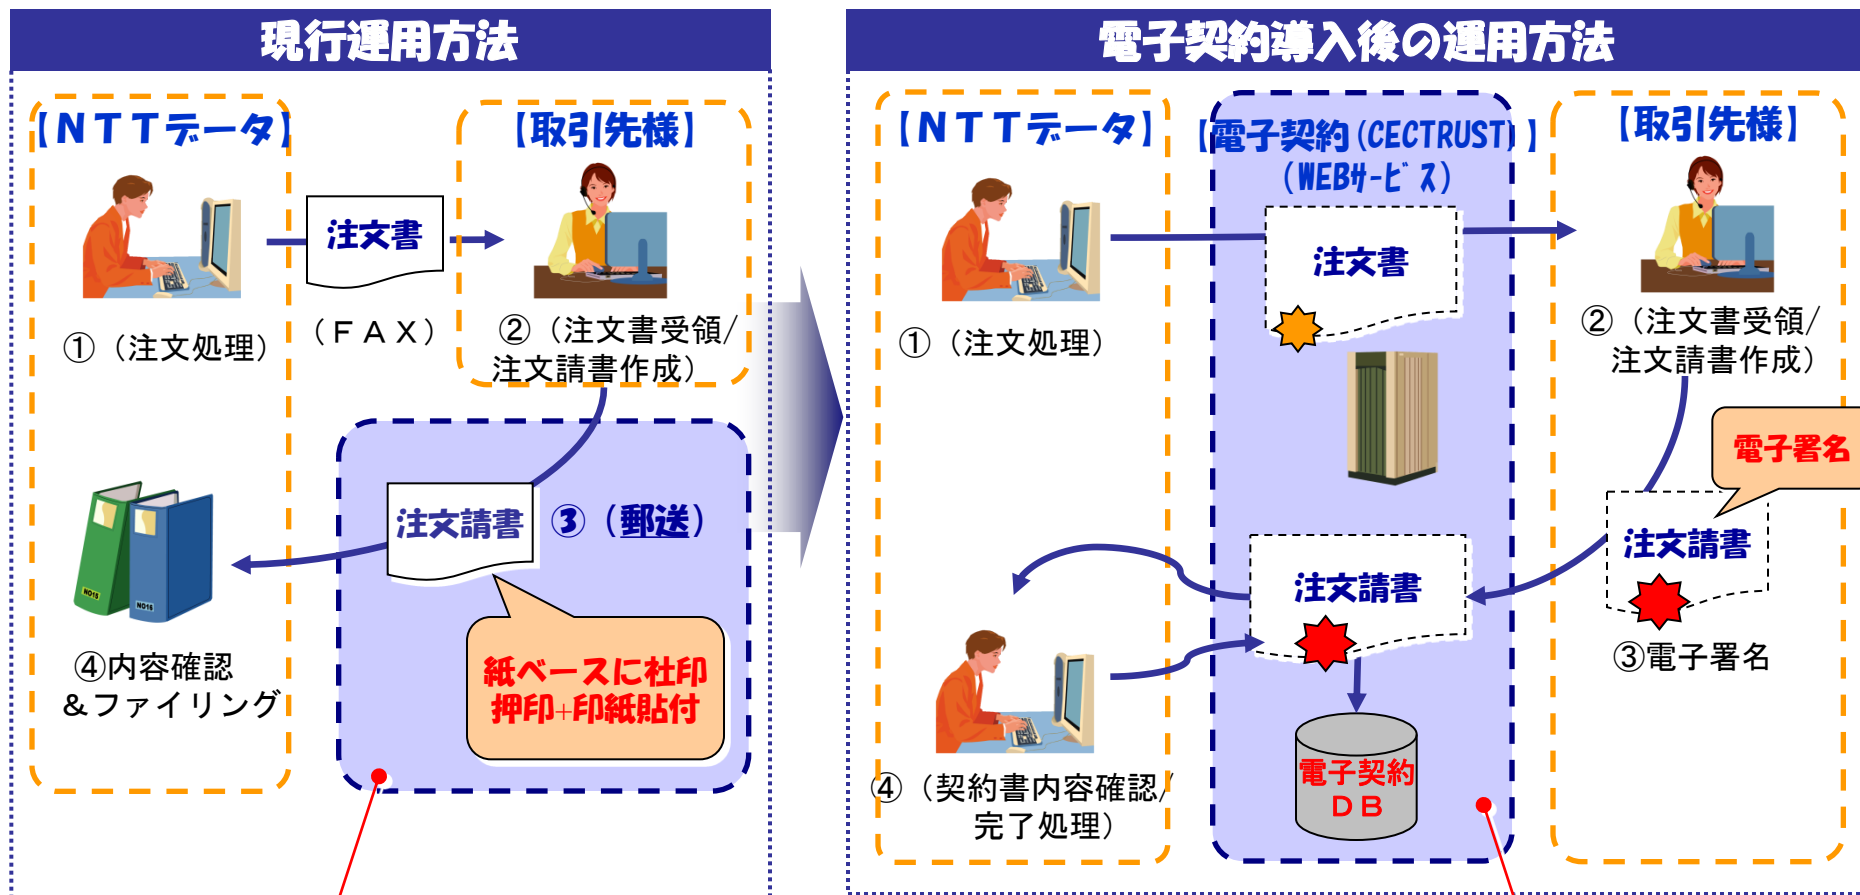 現行運用方法
【ＮＴＴデータ】
【取引先様】
注文書
①（注文処理）
（ＦＡＸ）
②（注文書受領/
注文請書作成）
注文請書
③（郵送）
NO15
NO16
紙ベースに社印
押印+印紙貼付
④内容確認
＆ファイリング
電子契約導入後の運用方法
【ＮＴＴデータ】
【電子契約(CECTRUST)】
(WEBｻｰﾋﾞｽ)
【取引先様】
注文書
①（注文処理）
②（注文書受領/
注文請書作成）
電子署名
注文請書
③電子署名
注文請書
④（契約書内容確認/
完了処理）
電子契約
ＤＢ